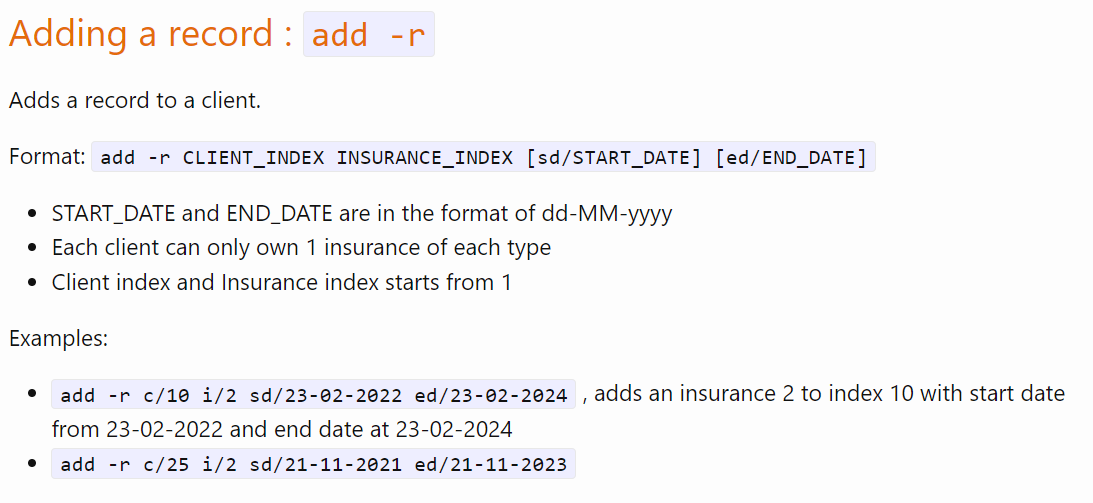 Adding a record : add -r
Adds a record to a client.
Format: add -r CLIENT_INDEX INSURANCE_INDEX [sd/START_DATE] [ed/END_DATE]
• START_DATE and END_DATE are in the format of dd-MM-yyyy
• Each client can only own 1 insurance of each type
• Client index and Insurance index starts from 1
Examples:
• add -r c/10 i/2 sd/23-02-2022 ed/23-02-2024 , adds an insurance 2 to index 10 with start date
from 23-02-2022 and end date at 23-02-2024
• add -r c/25 i/2 sd/21-11-2021 ed/21-11-2023